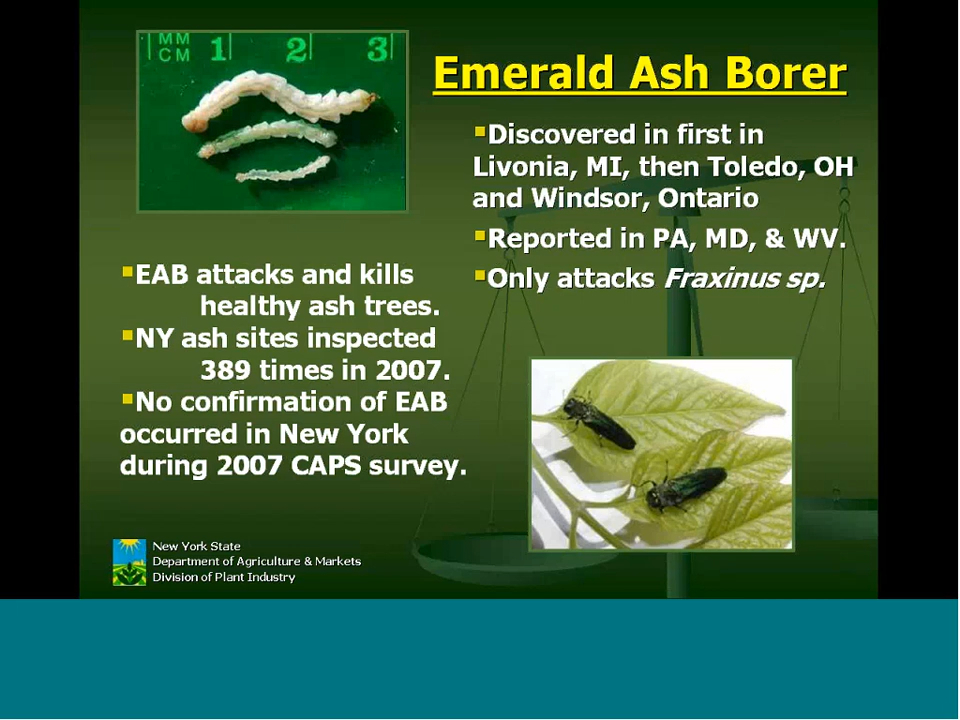 MM
CM 1 2 3
Emerald Ash Borer
▪Discovered in first in
Livonia, MI, then Toledo, OH
and Windsor, Ontario
▪Reported in PA, MD, & WV.
▪Only attacks Fraxinus sp.
▪EAB attacks and kills
healthy ash trees.
▪NY ash sites inspected
389 times in 2007.
▪No confirmation of EAB
occurred in New York
during 2007 CAPS survey.
New York State
Department of Agriculture & Markets
Division of Plant Industry